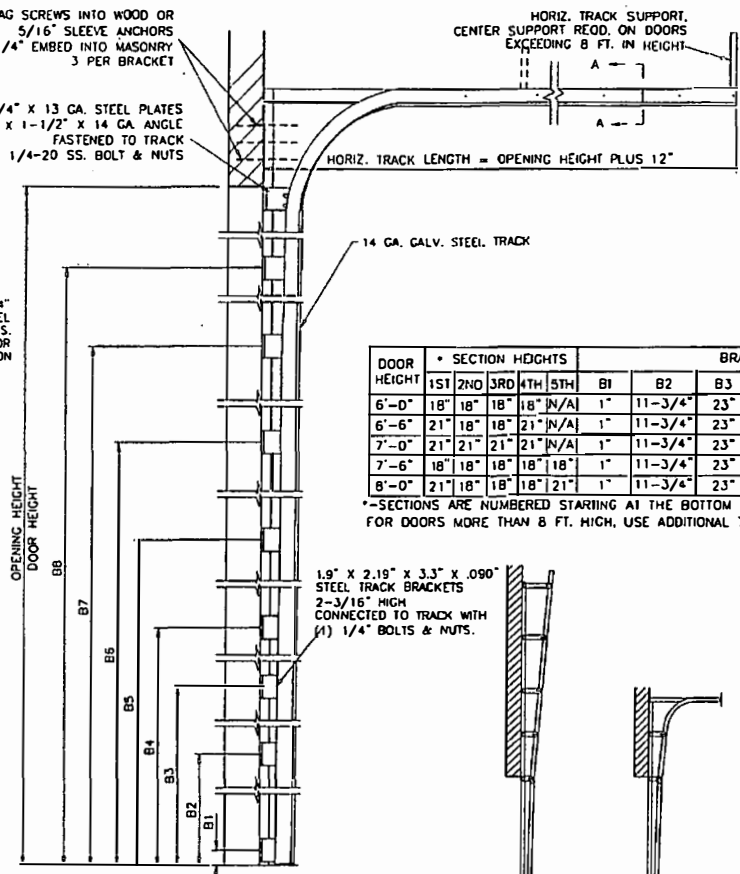 AG SCREWS INTO WOOD OR
5/16" SLEEVE ANCHORS
/4" EMBED INTO MASONRY
3 PER BRACKET
HORIZ. TRACK SUPPORT.
CENTER SUPPORT REQD. ON DOORS
EXCEEDING 8 FT. IN HEIGHT
A
A
/4" X 13 GA. STEEL PLATES
X 1-1/2" X 14 GA. ANGLE
FASTENED TO TRACK
1/4-20 SS. BOLT & NUTS
HORIZ. TRACK LENGTH = OPENING HEIGHT PLUS 12"
14 GA. GALV. STEEL TRACK
4"
EL
S.
OR
ON
DOOR HEIGHT * SECTION HEIGHTS BRA
1ST 2ND 3RD 4TH 5TH B1 B2 B3
6'-0" 18" 18" 18" 18" N/A 1" 11-3/4" 23"
6'-6" 21" 18" 18" 21" N/A 1" 11-3/4" 23"
7'-0" 21" 21" 21" 21" N/A 1" 11-3/4" 23"
7'-6" 18" 18" 18" 18" 18" 1" 11-3/4" 23"
8'-0" 21" 18" 18" 18" 21" 1" 11-3/4" 23"
*-SECTIONS ARE NUMBERED STARTING AT THE BOTTOM
FOR DOORS MORE THAN 8 FT. HIGH, USE ADDITIONAL T
OPENING HEIGHT
DOOR HEIGHT
B8
B7
B6
B5
B4
B3
B2
B1
1.9" X 2.19" X 3.3" X .090"
STEEL TRACK BRACKETS
2-3/16" HIGH
CONNECTED TO TRACK WITH
(1) 1/4" BOLTS & NUTS.